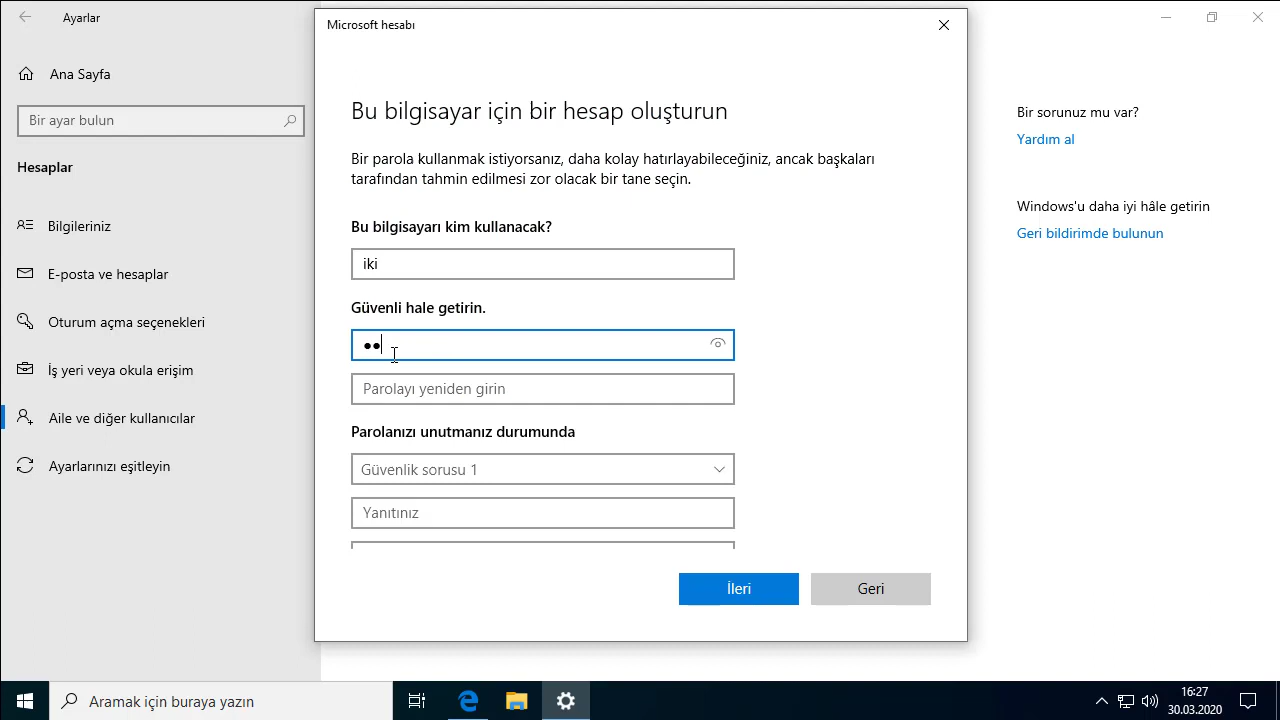 Ayarlar
Ana Sayfa
Bir ayar bulun
Hesaplar
Bilgileriniz
E-posta ve hesaplar
Oturum açma seçenekleri
İş yeri veya okula erişim
Aile ve diğer kullanıcılar
Ayarlarınızı eşitleyin
Microsoft hesabı
Bu bilgisayar için bir hesap oluşturun
Bir parola kullanmak istiyorsanız, daha kolay hatırlayabileceğiniz, ancak başkaları
tarafından tahmin edilmesi zor olacak bir tane seçin.
Bu bilgisayarı kim kullanacak?
iki
Güvenli hale getirin.
●●
Parolayı yeniden girin
Parolanızı unutmanız durumunda
Güvenlik sorusu 1
Yanıtınız
İleri
Geri
Bir sorunuz mu var?
Yardım al
Windows'u daha iyi hâle getirin
Geri bildirimde bulunun
Aramak için buraya yazın
16:27
30.03.2020